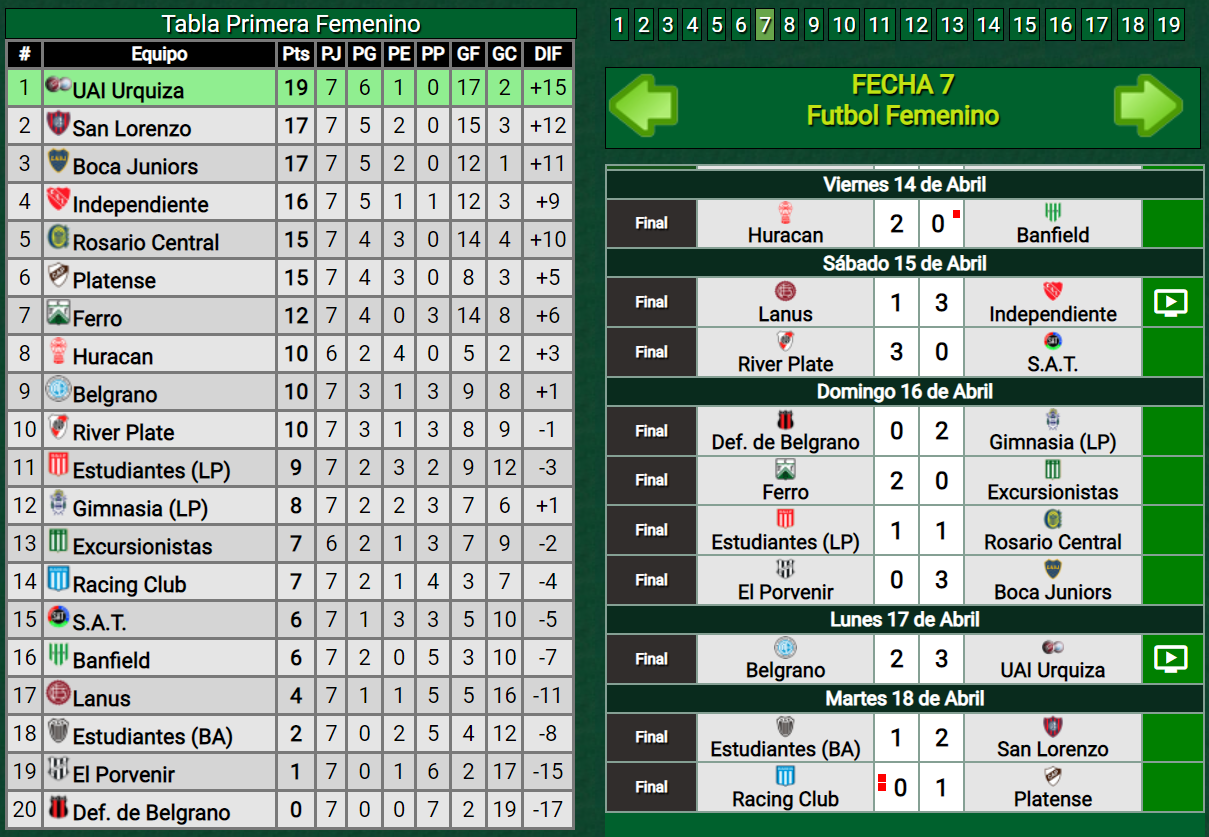 Tabla Primera Femenino
# Equipo Pts PJ PG PE PP GF GC DIF
1 UAI Urquiza 19 7 6 1 0 17 2 +15
2 San Lorenzo 17 7 5 2 0 15 3 +12
3 Boca Juniors 17 7 5 2 0 12 1 +11
4 Independiente 16 7 5 1 1 12 3 +9
5 Rosario Central 15 7 4 3 0 14 4 +10
6 Platense 15 7 4 3 0 8 3 +5
7 Ferro 12 7 4 0 3 14 8 +6
8 Huracan 10 6 2 4 0 5 2 +3
9 Belgrano 10 7 3 1 3 9 8 +1
10 River Plate 10 7 3 1 3 8 9 -1
11 Estudiantes (LP) 9 7 2 3 2 9 12 -3
12 Gimnasia (LP) 8 7 2 2 3 7 6 +1
13 Excursionistas 7 6 2 1 3 7 9 -2
14 Racing Club 7 7 2 1 4 3 7 -4
15 S.A.T. 6 7 1 3 3 5 10 -5
16 Banfield 6 7 2 0 5 3 10 -7
17 Lanus 4 7 1 1 5 5 16 -11
18 Estudiantes (BA) 2 7 0 2 5 4 12 -8
19 El Porvenir 1 7 0 1 6 2 17 -15
20 Def. de Belgrano 0 7 0 0 7 2 19 -17
1 2 3 4 5 6 7 8 9 10 11 12 13 14 15 16 17 18 19
FECHA 7
Futbol Femenino
Viernes 14 de Abril
Final Huracan 2 0 Banfield
Sábado 15 de Abril
Final Lanus 1 3 Independiente
Final River Plate 3 0 S.A.T.
Domingo 16 de Abril
Final Def. de Belgrano 0 2 Gimnasia (LP)
Final Ferro 2 0 Excursionistas
Final Estudiantes (LP) 1 1 Rosario Central
Final El Porvenir 0 3 Boca Juniors
Lunes 17 de Abril
Final Belgrano 2 3 UAI Urquiza
Martes 18 de Abril
Final Estudiantes (BA) 1 2 San Lorenzo
Final Racing Club 0 1 Platense